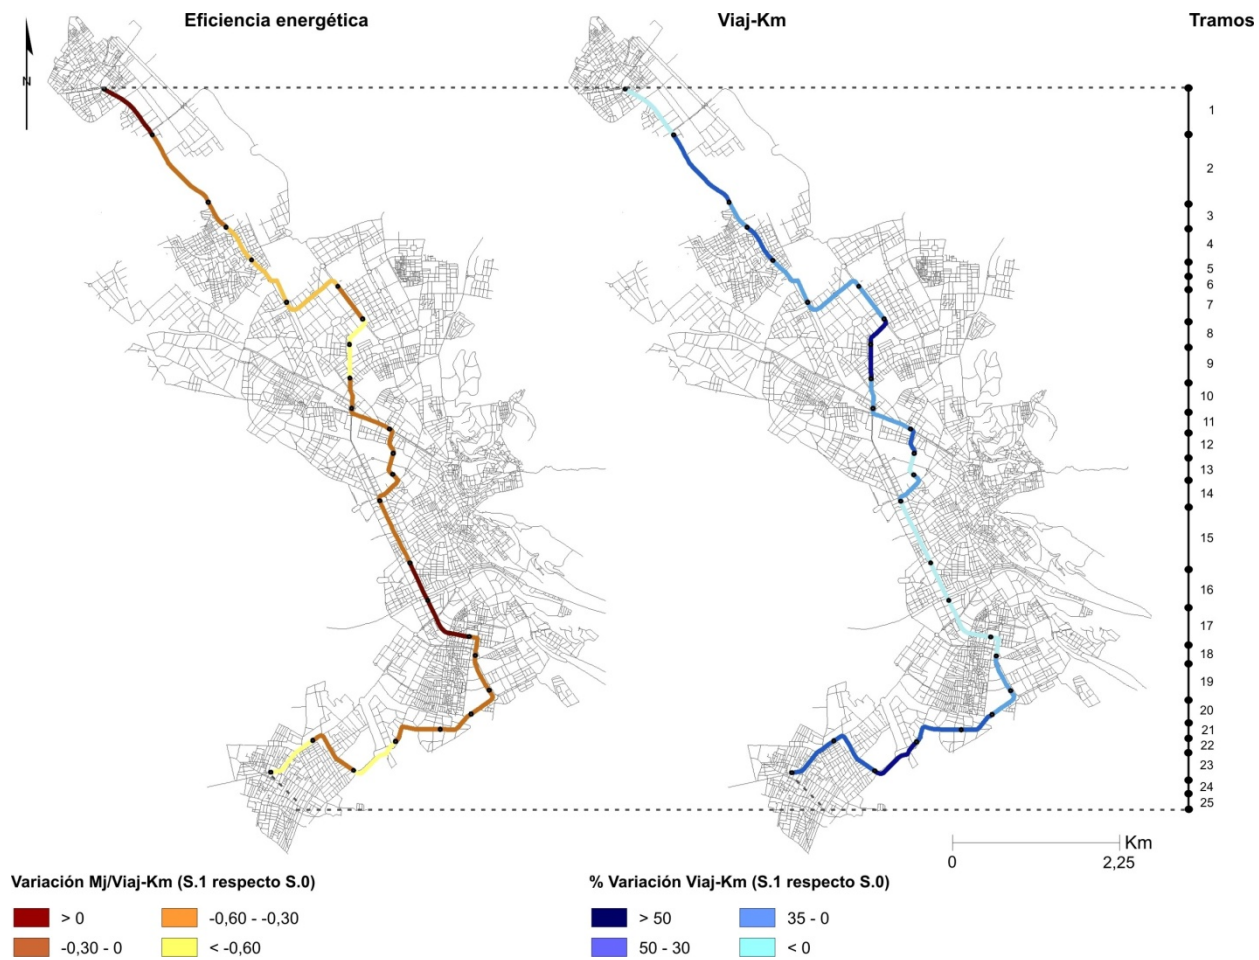 Eficiencia energética
Viaj-Km
Tramos
N
1
2
3
4
5
6
7
8
9
10
11
12
13
14
15
16
17
18
19
20
21
22
23
24
25
Km
0
2,25
Variación Mj/Viaj-Km (S.1 respecto S.0)
> 0
-0,60 - -0,30
-0,30 - 0
< -0,60
% Variación Viaj-Km (S.1 respecto S.0)
> 50
35 - 0
50 - 30
< 0